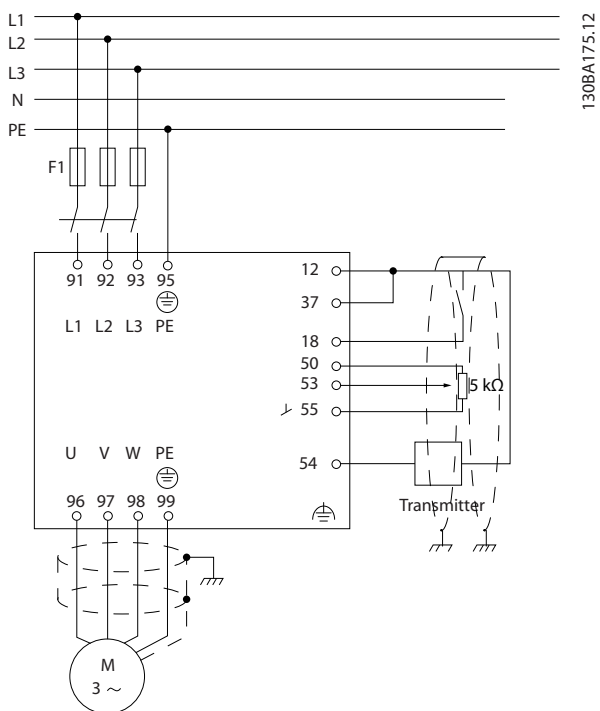 L1
L2
L3
N
PE
130BA175.12
F1
91 92 93 95
L1 L2 L3 PE
12
37
18
50
53
5 kΩ
55
U V W PE
54
96 97 98 99
Transmitter
M
3 ~